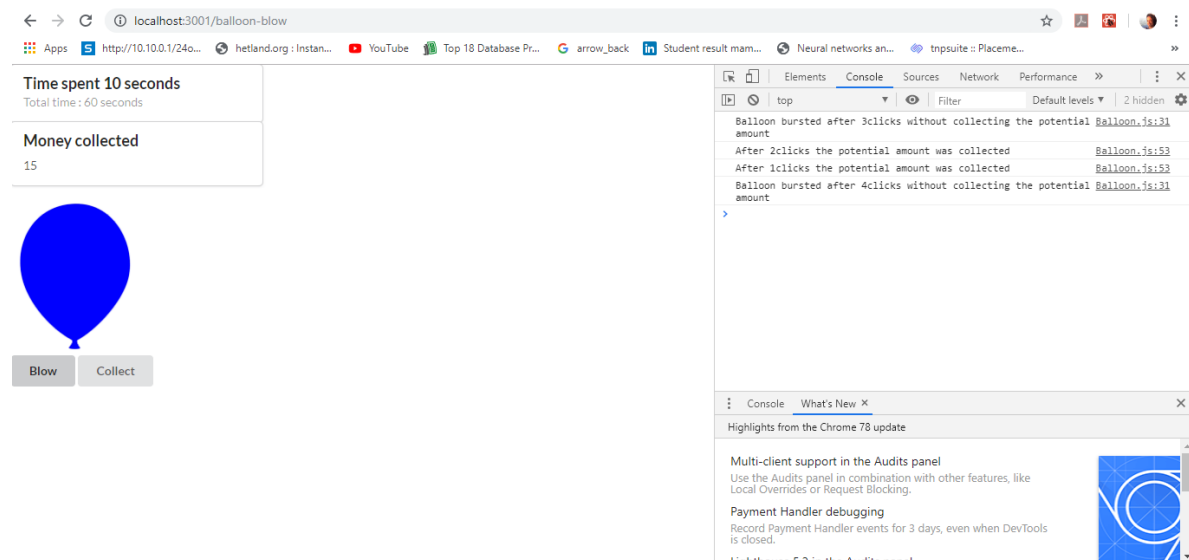 localhost:3001/balloon-blow
Apps http://10.10.0.1/24o... hetland.org : Instan... YouTube Top 18 Database Pr... arrow_back Student result mam... Neural networks an... tnpsuite :: Placeme... »
Time spent 10 seconds
Total time : 60 seconds
Money collected
15
Blow Collect
Elements Console Sources Network Performance »
top Filter Default levels ▼ 2 hidden
Balloon bursted after 3clicks without collecting the potential Balloon.js:31
amount
After 2clicks the potential amount was collected Balloon.js:53
After 1clicks the potential amount was collected Balloon.js:53
Balloon bursted after 4clicks without collecting the potential Balloon.js:31
amount
>
Console What's New ×
Highlights from the Chrome 78 update
Multi-client support in the Audits panel
Use the Audits panel in combination with other features, like
Local Overrides or Request Blocking.
Payment Handler debugging
Record Payment Handler events for 3 days, even when DevTools
is closed.